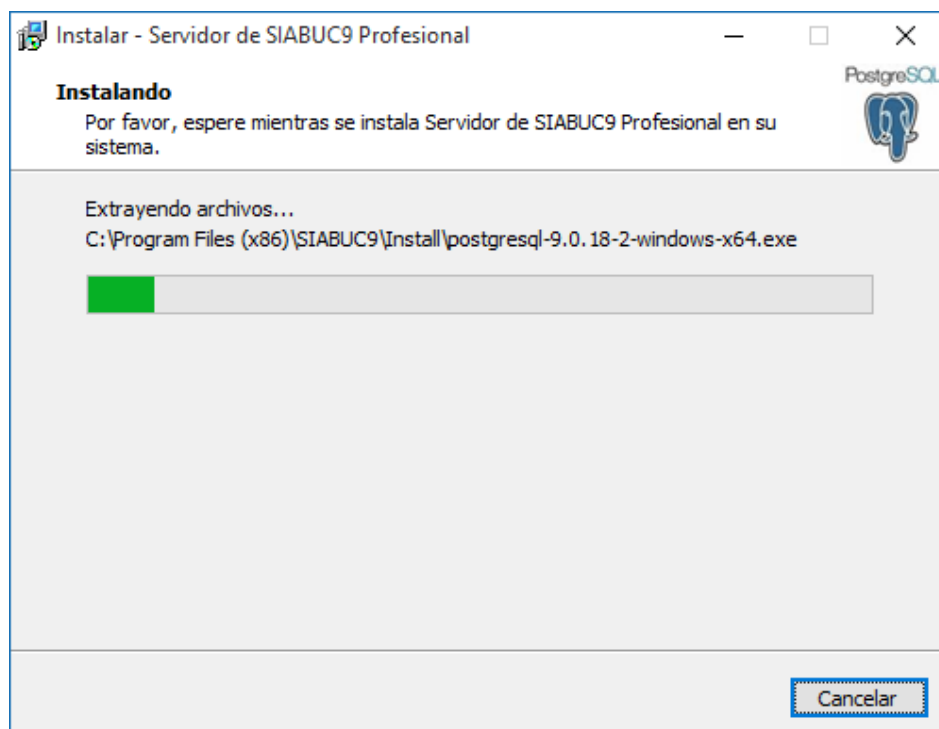 Instalar - Servidor de SIABUC9 Profesional
PostgreSQL
Instalando
Por favor, espere mientras se instala Servidor de SIABUC9 Profesional en su
sistema.
Extrayendo archivos...
C:\Program Files (x86)\SIABUC9\Install\postgresql-9.0.18-2-windows-x64.exe
Cancelar